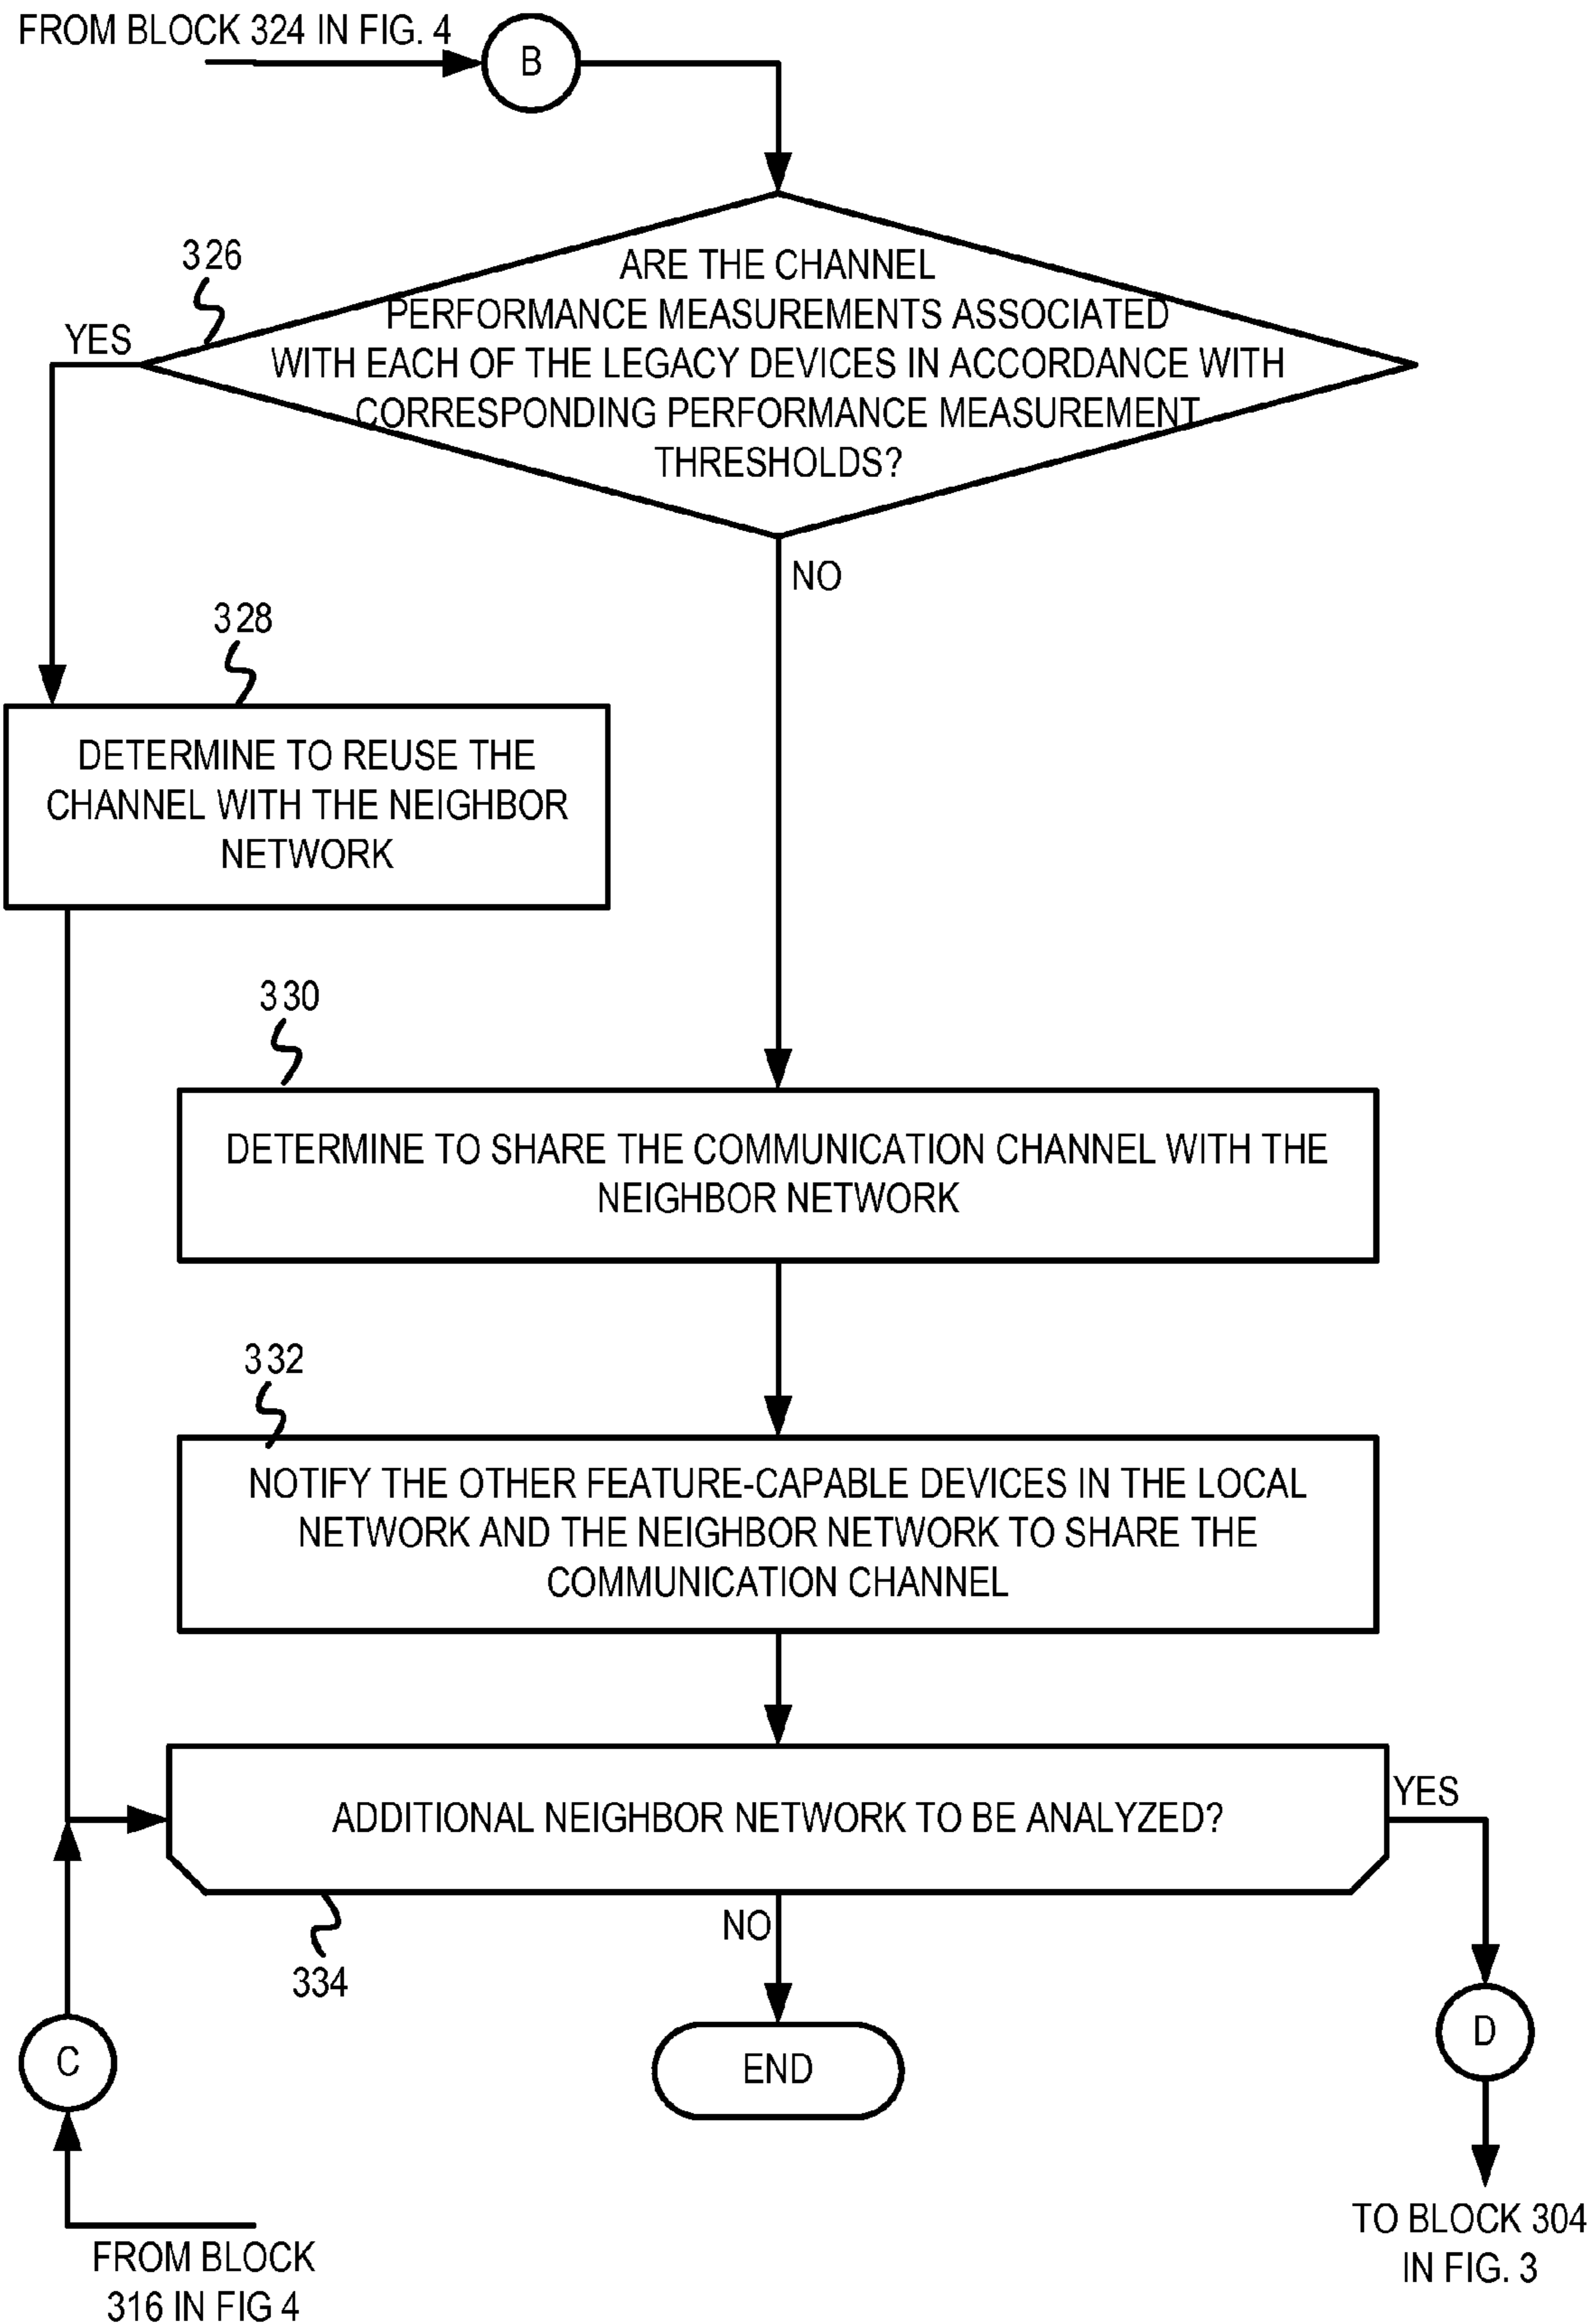 FROM BLOCK 324 IN FIG. 4
B
326
ARE THE CHANNEL
PERFORMANCE MEASUREMENTS ASSOCIATED
WITH EACH OF THE LEGACY DEVICES IN ACCORDANCE WITH
CORRESPONDING PERFORMANCE MEASUREMENT
THRESHOLDS?
YES
NO
328
DETERMINE TO REUSE THE
CHANNEL WITH THE NEIGHBOR
NETWORK
330
DETERMINE TO SHARE THE COMMUNICATION CHANNEL WITH THE
NEIGHBOR NETWORK
332
NOTIFY THE OTHER FEATURE-CAPABLE DEVICES IN THE LOCAL
NETWORK AND THE NEIGHBOR NETWORK TO SHARE THE
COMMUNICATION CHANNEL
ADDITIONAL NEIGHBOR NETWORK TO BE ANALYZED?
YES
NO
334
C
END
D
FROM BLOCK
316 IN FIG 4
TO BLOCK 304
IN FIG. 3